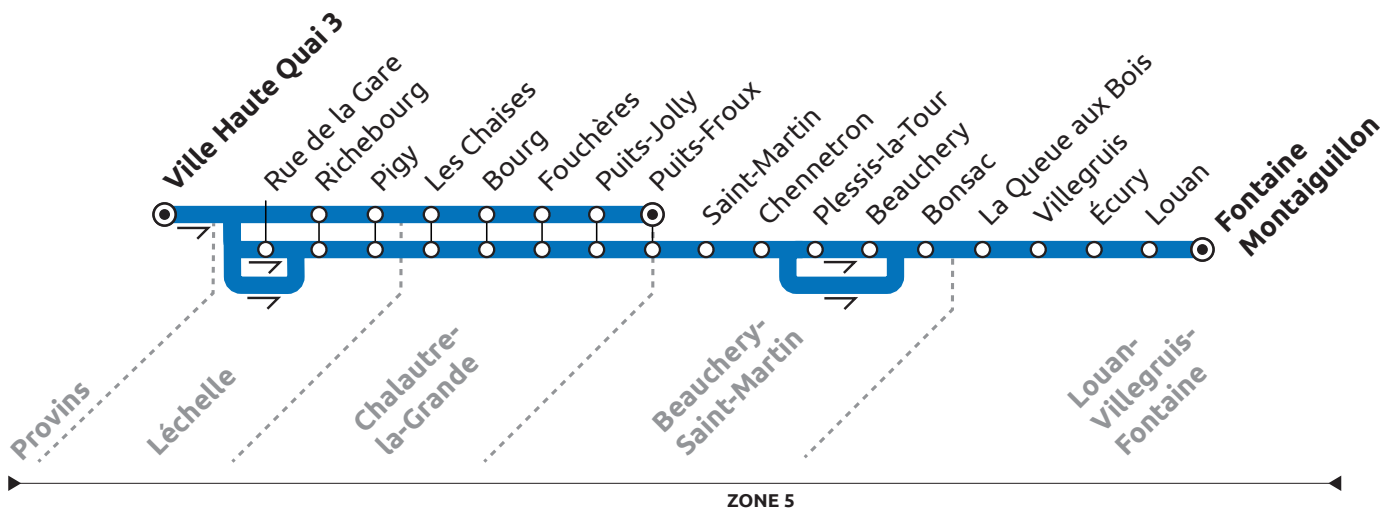 Ville Haute Quai 3
Rue de la Gare
Richebourg
Pigy
Les Chaises
Bourg
Fouchères
Puits-Jolly
Puits-Froux
Saint-Martin
Chennetron
Plessis-la-Tour
Beauchery
Bonsac
La Queue aux Bois
Villegruis
Écury
Louan
Fontaine
Montaiguillon
Provins
Léchelle
Chalautre-
la-Grande
Beauchery-
Saint-Martin
Louan-
Villegruis-
Fontaine
ZONE 5